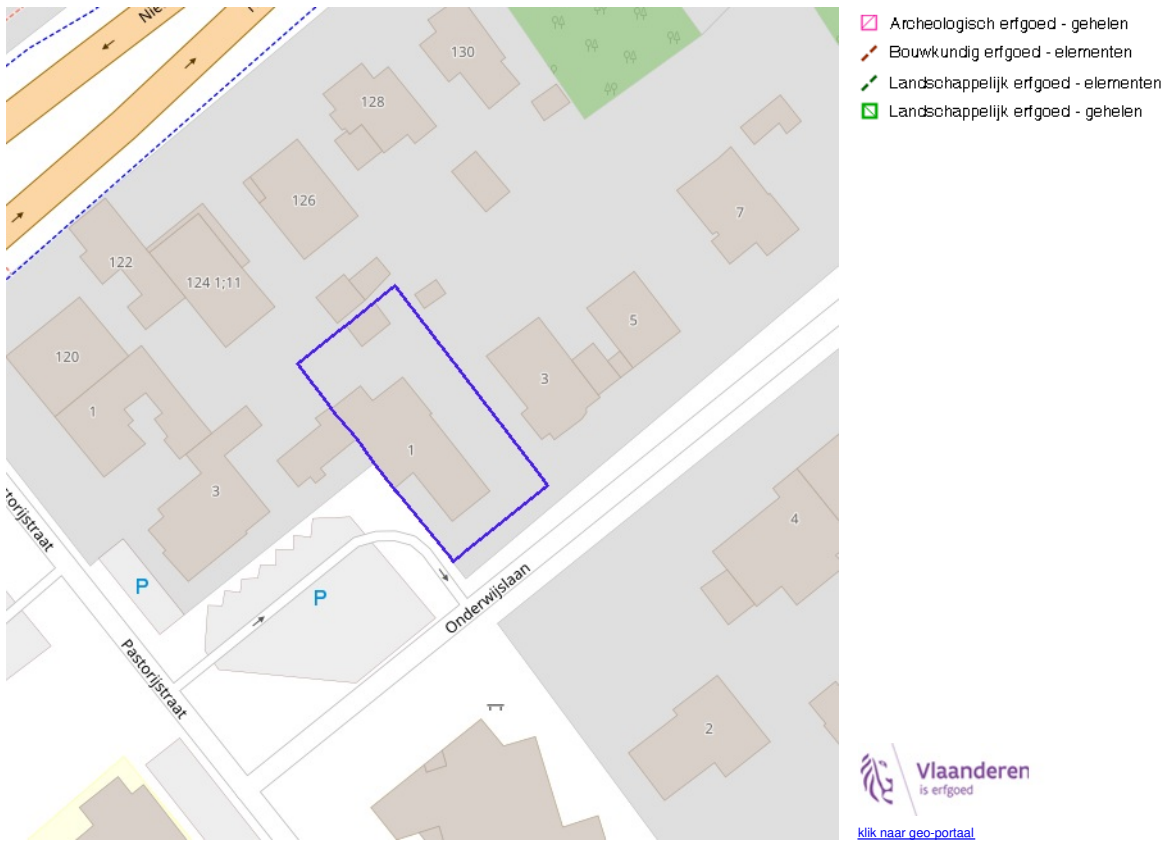 Archeologisch erfgoed - gehelen
Bouwkundig erfgoed - elementen
Landschappelijk erfgoed - elementen
Landschappelijk erfgoed - gehelen
130
128
126
7
122
124 1;11
5
120
3
1
1
3
4
P
P
Onderwijslaan
Pastorijstraat
2
Vlaanderen
is erfgoed
klik naar geo-portaal